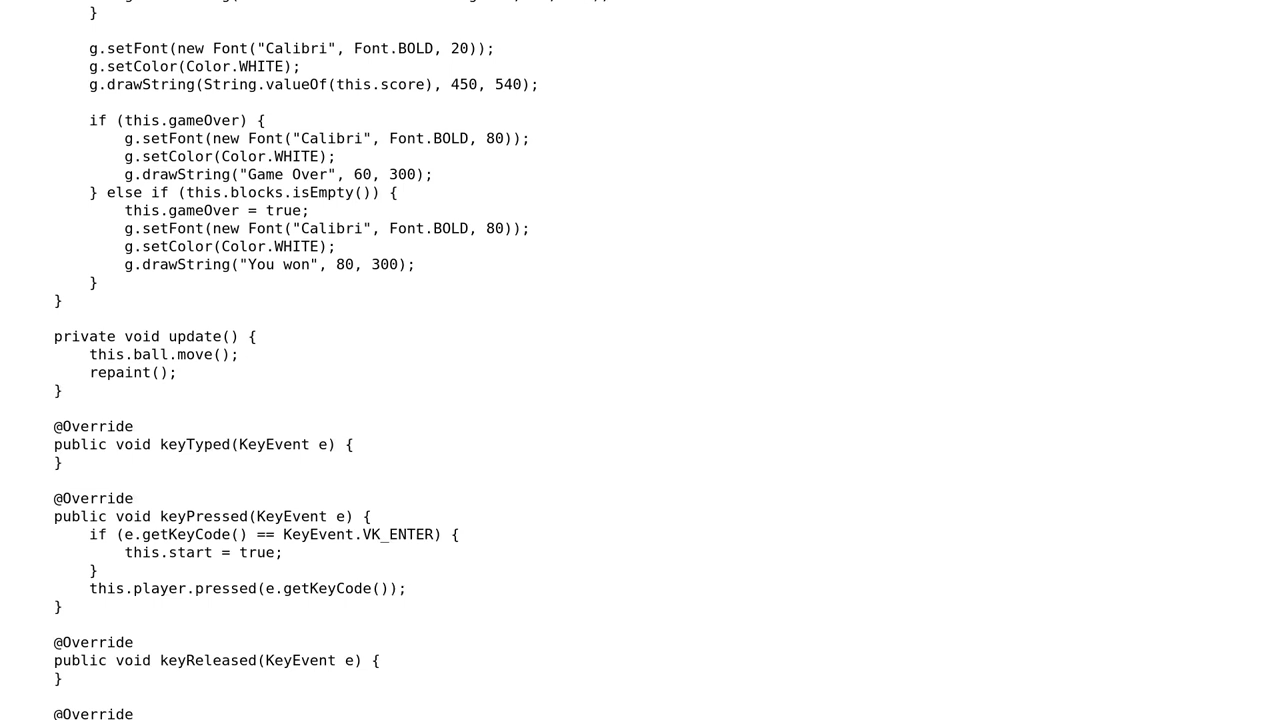 }
g.setFont(new Font("Calibri", Font.BOLD, 20));
g.setColor(Color.WHITE);
g.drawString(String.valueOf(this.score), 450, 540);
if (this.gameOver) {
g.setFont(new Font("Calibri", Font.BOLD, 80));
g.setColor(Color.WHITE);
g.drawString("Game Over", 60, 300);
} else if (this.blocks.isEmpty()) {
this.gameOver = true;
g.setFont(new Font("Calibri", Font.BOLD, 80));
g.setColor(Color.WHITE);
g.drawString("You won", 80, 300);
}
}
private void update() {
this.ball.move();
repaint();
}
@Override
public void keyTyped(KeyEvent e) {
}
@Override
public void keyPressed(KeyEvent e) {
if (e.getKeyCode() == KeyEvent.VK_ENTER) {
this.start = true;
}
this.player.pressed(e.getKeyCode());
}
@Override
public void keyReleased(KeyEvent e) {
}
@Override